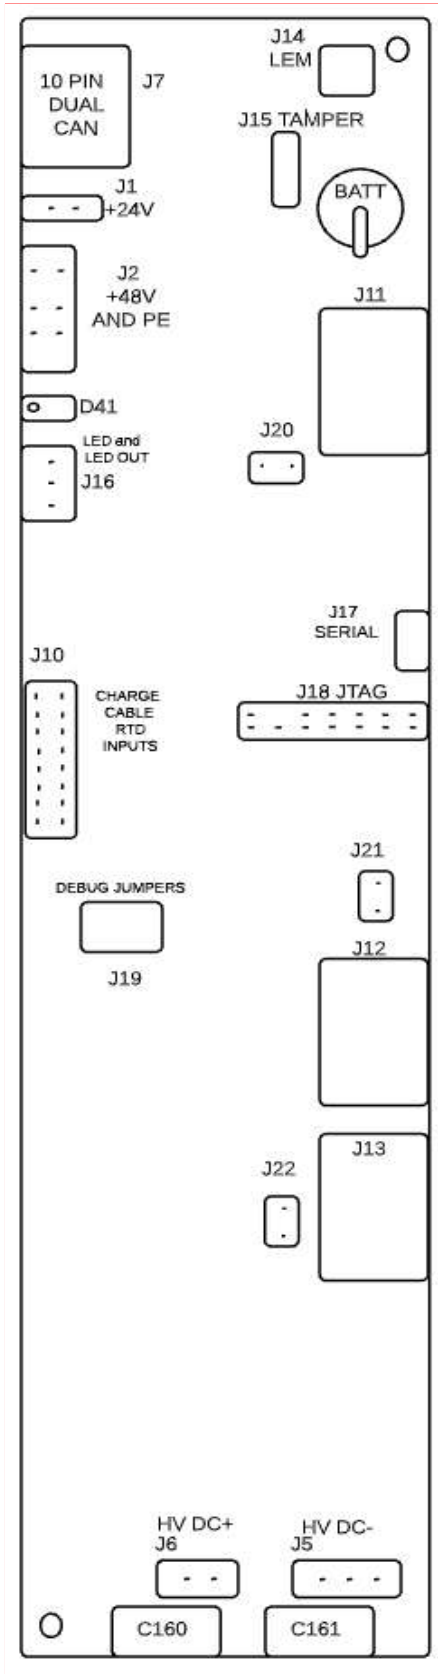 J14
LEM
10 PIN
DUAL
CAN
J7
J15 TAMPER
J1
+24V
BATT
J2
+48V
AND PE
J11
D41
J20
LED and
LED OUT
J16
J17
SERIAL
J10
J18 JTAG
CHARGE
CABLE
RTD
INPUTS
J21
DEBUG JUMPERS
J12
J19
J13
J22
HV DC+
J6
HV DC-
J5
C160
C161